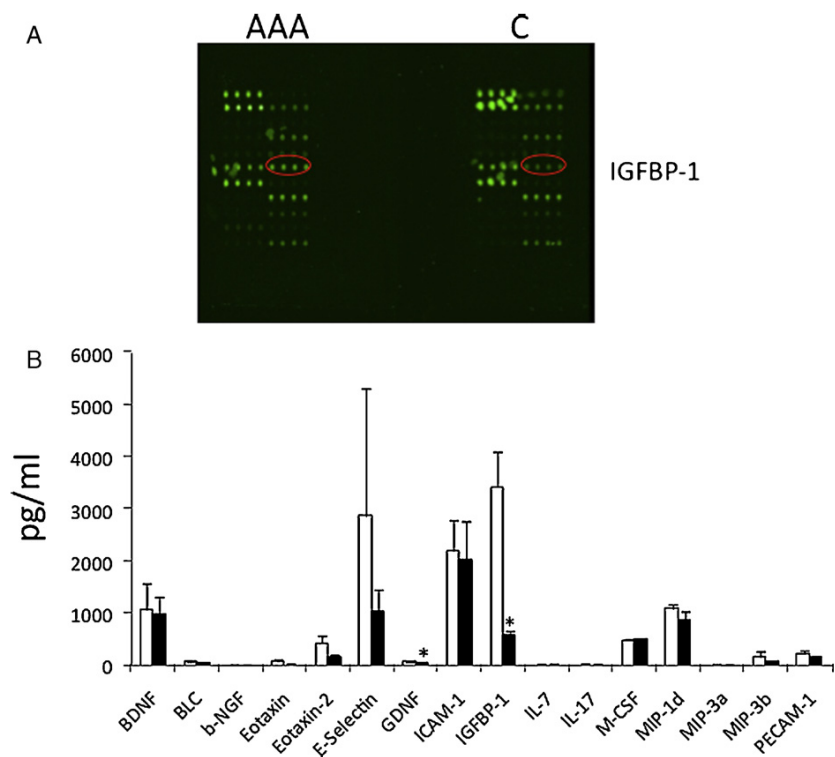 A
AAA C
IGFBP-1
B
6000
5000
4000
3000
2000
1000
0
pg/ml
*
*
BDNF
BLC
b-NGF
Eotaxin
Eotaxin-2
E-Selectin
GDNF
ICAM-1
IGFBP-1
IL-7
IL-17
M-CSF
MIP-1d
MIP-3a
MIP-3b
PECAM-1